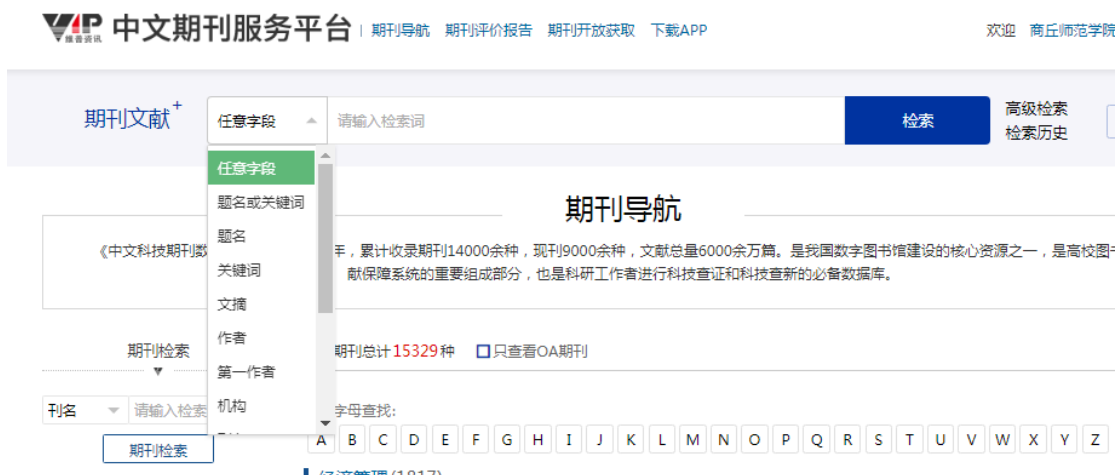 VIP 维普资讯 中文期刊服务平台 期刊导航 期刊评价报告 期刊开放获取 下载APP 欢迎 商丘师范学院
期刊文献+ 任意字段 请输入检索词 检索 高级检索
检索历史
任意字段
题名或关键词
题名
关键词
文摘
作者
第一作者
机构
期刊导航
《中文科技期刊数 年,累计收录期刊14000余种,现刊9000余种,文献总量6000余万篇。是我国数字图书馆建设的核心资源之一,是高校图
献保障系统的重要组成部分,也是科研工作者进行科技查证和科技查新的必备数据库。
期刊检索 期刊总计15329种 只查看OA期刊
刊名 请输入检索 字母查找:
期刊检索 A B C D E F G H I J K L M N O P Q R S T U V W X Y Z
经济管理(1817)